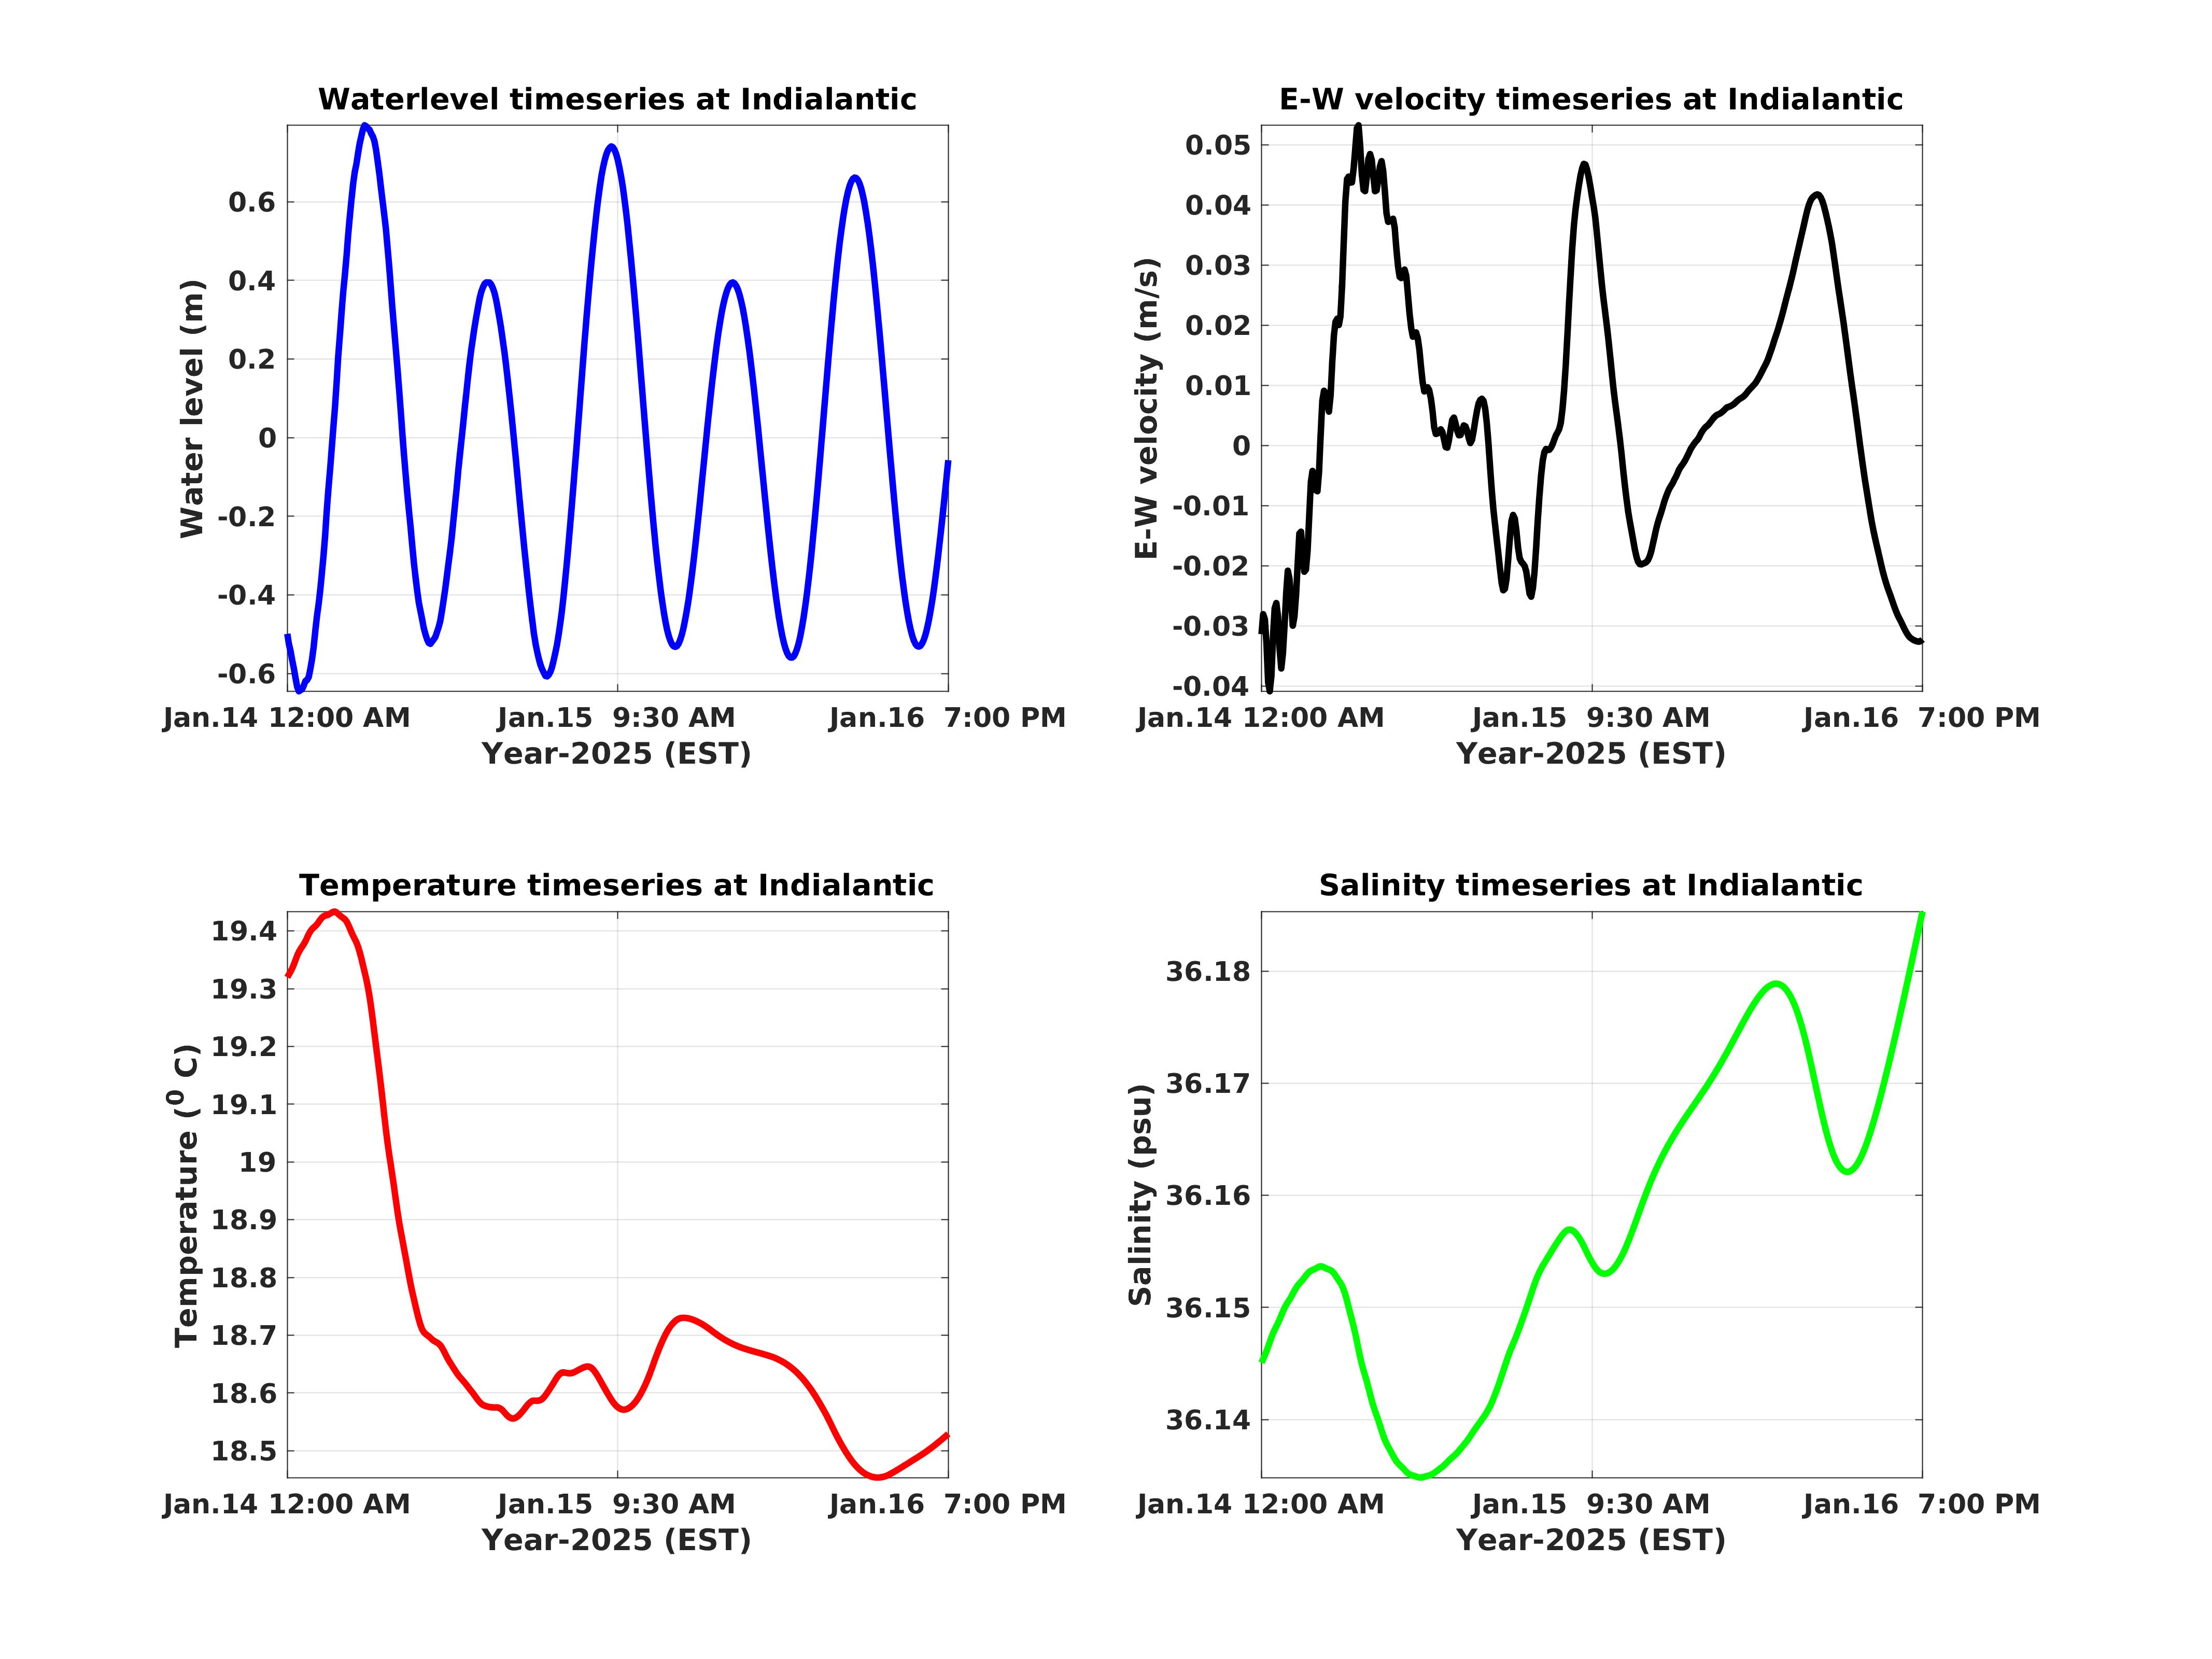 Waterlevel timeseries at Indialantic
Water level (m)
0.6
0.4
0.2
0
-0.2
-0.4
-0.6
Jan.14 12:00 AM
Jan.15  9:30 AM
Jan.16  7:00 PM
Year-2025 (EST)
E-W velocity timeseries at Indialantic
E-W velocity (m/s)
0.05
0.04
0.03
0.02
0.01
0
-0.01
-0.02
-0.03
-0.04
Jan.14 12:00 AM
Jan.15  9:30 AM
Jan.16  7:00 PM
Year-2025 (EST)
Temperature timeseries at Indialantic
Temperature (⁰ C)
19.4
19.3
19.2
19.1
19
18.9
18.8
18.7
18.6
18.5
Jan.14 12:00 AM
Jan.15  9:30 AM
Jan.16  7:00 PM
Year-2025 (EST)
Salinity timeseries at Indialantic
Salinity (psu)
36.18
36.17
36.16
36.15
36.14
Jan.14 12:00 AM
Jan.15  9:30 AM
Jan.16  7:00 PM
Year-2025 (EST)